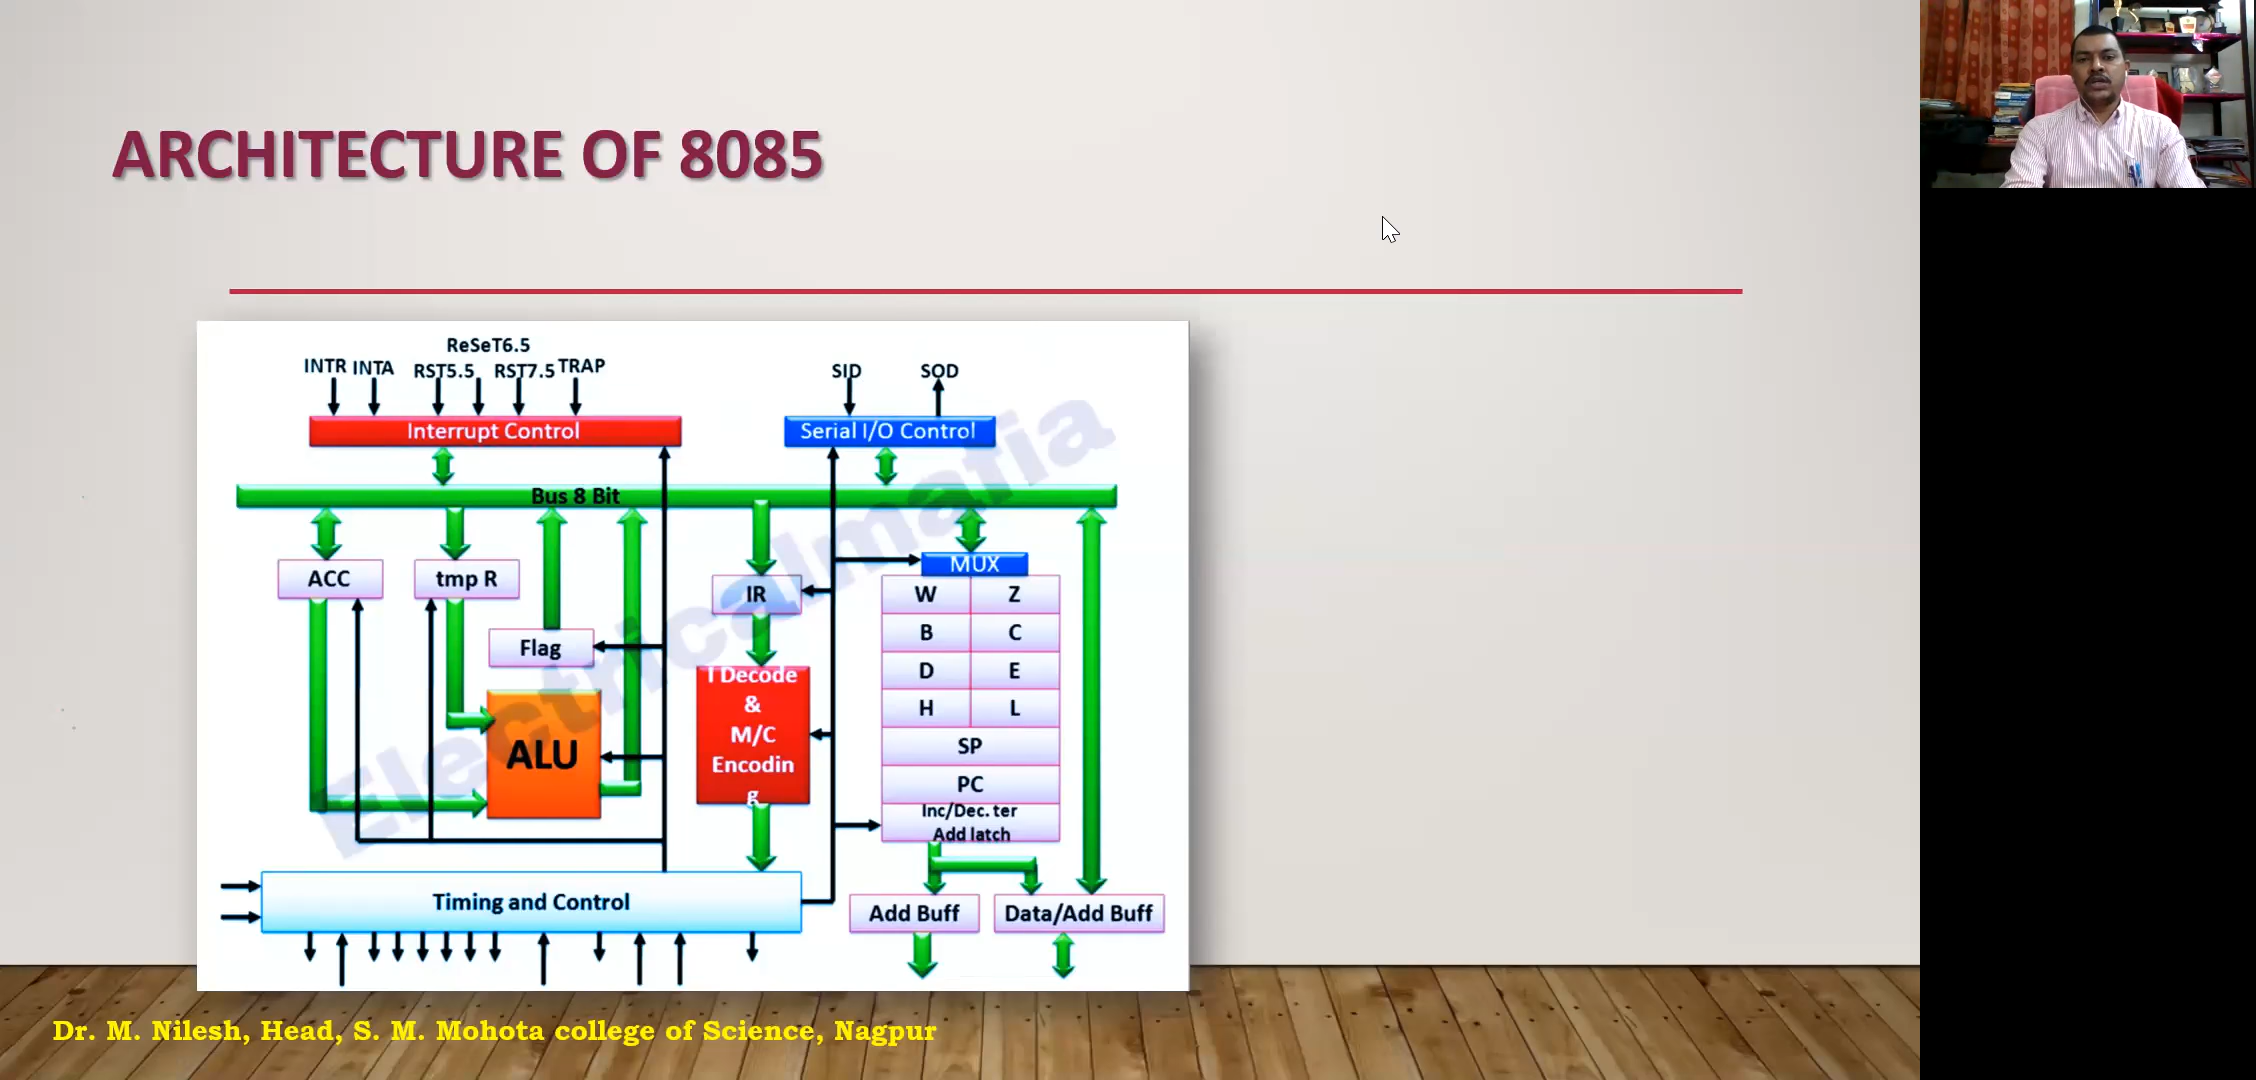 ARCHITECTURE OF 8085
ReSeT6.5
INTR INTA RST5.5 RST7.5 TRAP
SID SOD
Interrupt Control
Serial I/O Control
Bus 8 Bit
MUX
ACC
tmp R
IR
W Z
B C
Flag
D E
I Decode
&
M/C
Encodin
g
H L
SP
ALU
PC
Inc/Dec. ter
Add latch
Timing and Control
Add Buff
Data/Add Buff
Electricalmafia
Dr. M. Nilesh, Head, S. M. Mohota college of Science, Nagpur